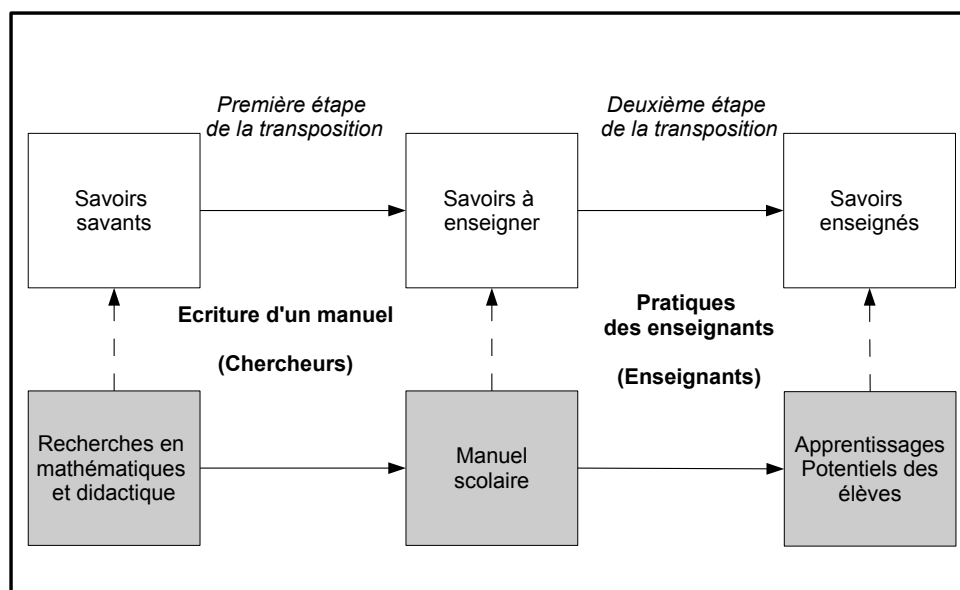 Première étape
de la transposition
Deuxième étape
de la transposition
Savoirs
savants
Savoirs à
enseigner
Savoirs
enseignés
Ecriture d'un manuel
(Chercheurs)
Pratiques
des enseignants
(Enseignants)
Recherches en
mathématiques
et didactique
Manuel
scolaire
Apprentissages
Potentiels des
élèves